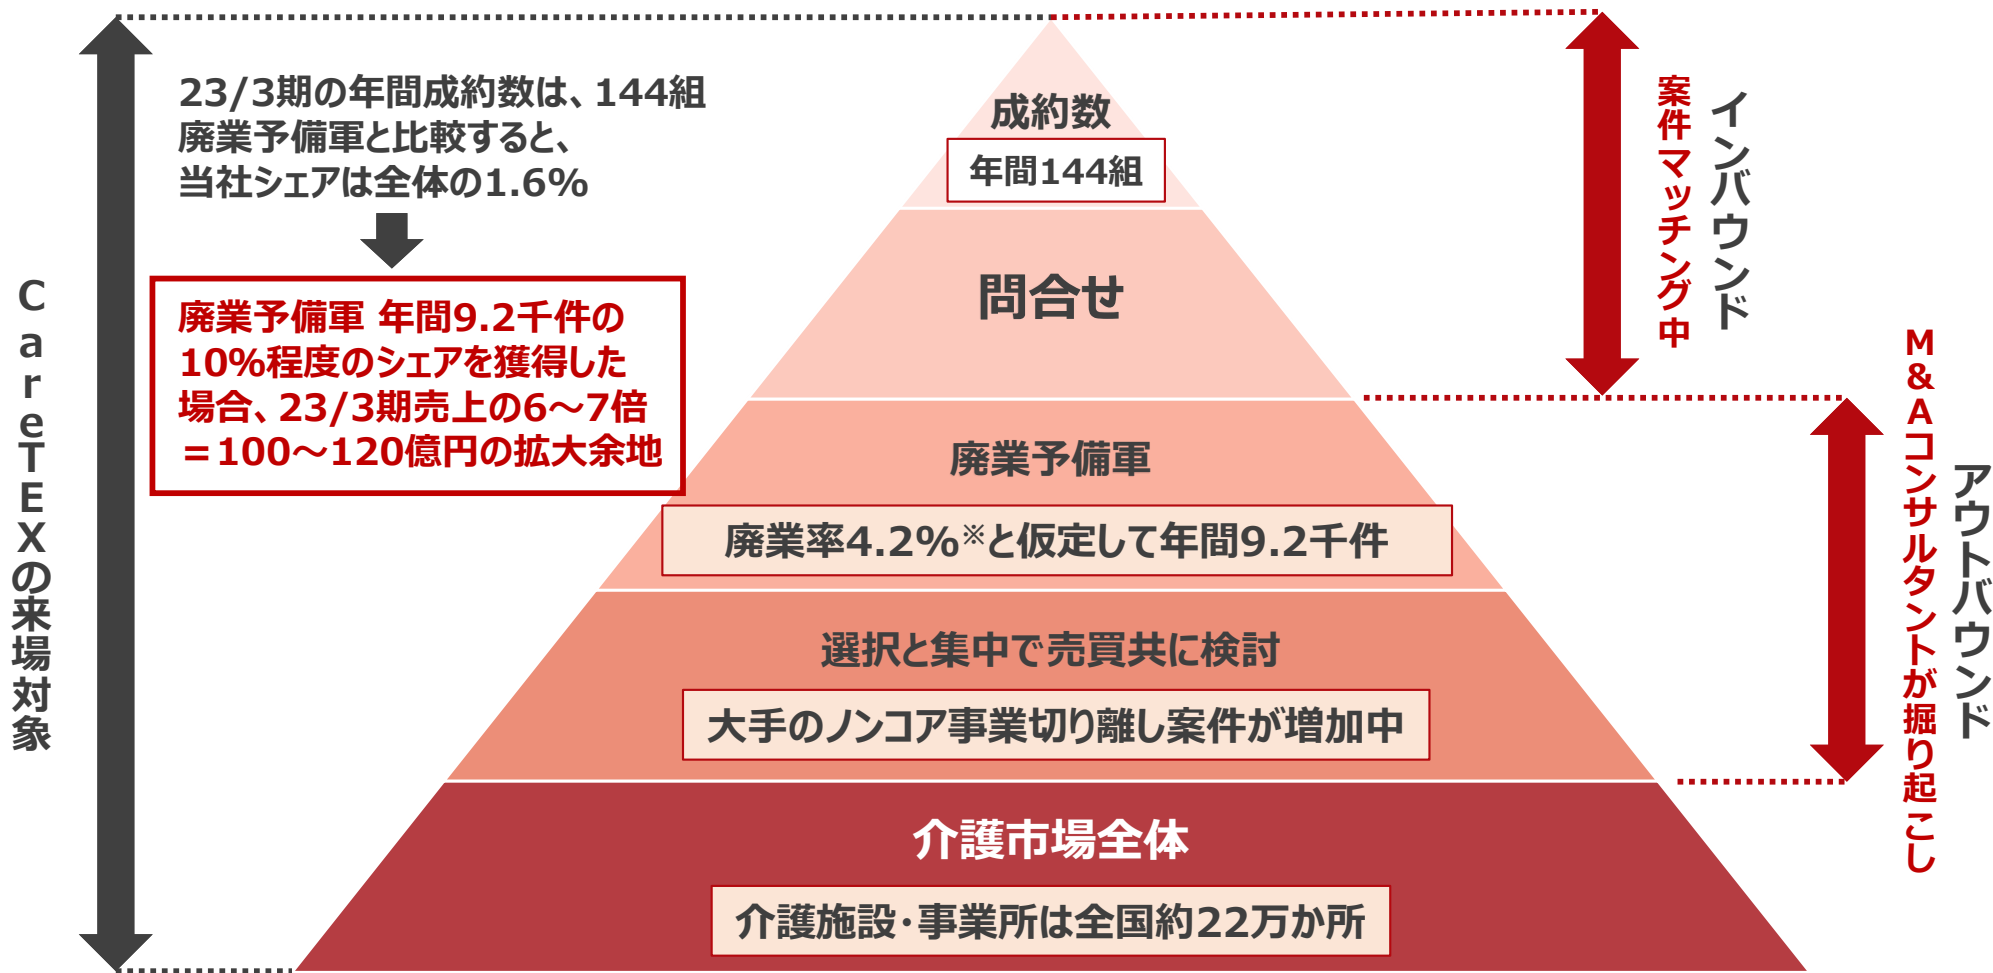 CareTEXの来場対象
23/3期の年間成約数は、144組
廃業予備軍と比較すると、
当社シェアは全体の1.6%
廃業予備軍 年間9.2千件の
10%程度のシェアを獲得した
場合、23/3期売上の6～7倍
＝100～120億円の拡大余地
成約数
年間144組
問合せ
廃業予備軍
廃業率4.2%※と仮定して年間9.2千件
選択と集中で売買共に検討
大手のノンコア事業切り離し案件が増加中
介護市場全体
介護施設・事業所は全国約22万か所
インバウンド
案件マッチング中
アウトバウンド
M&Aコンサルタントが掘り起こし